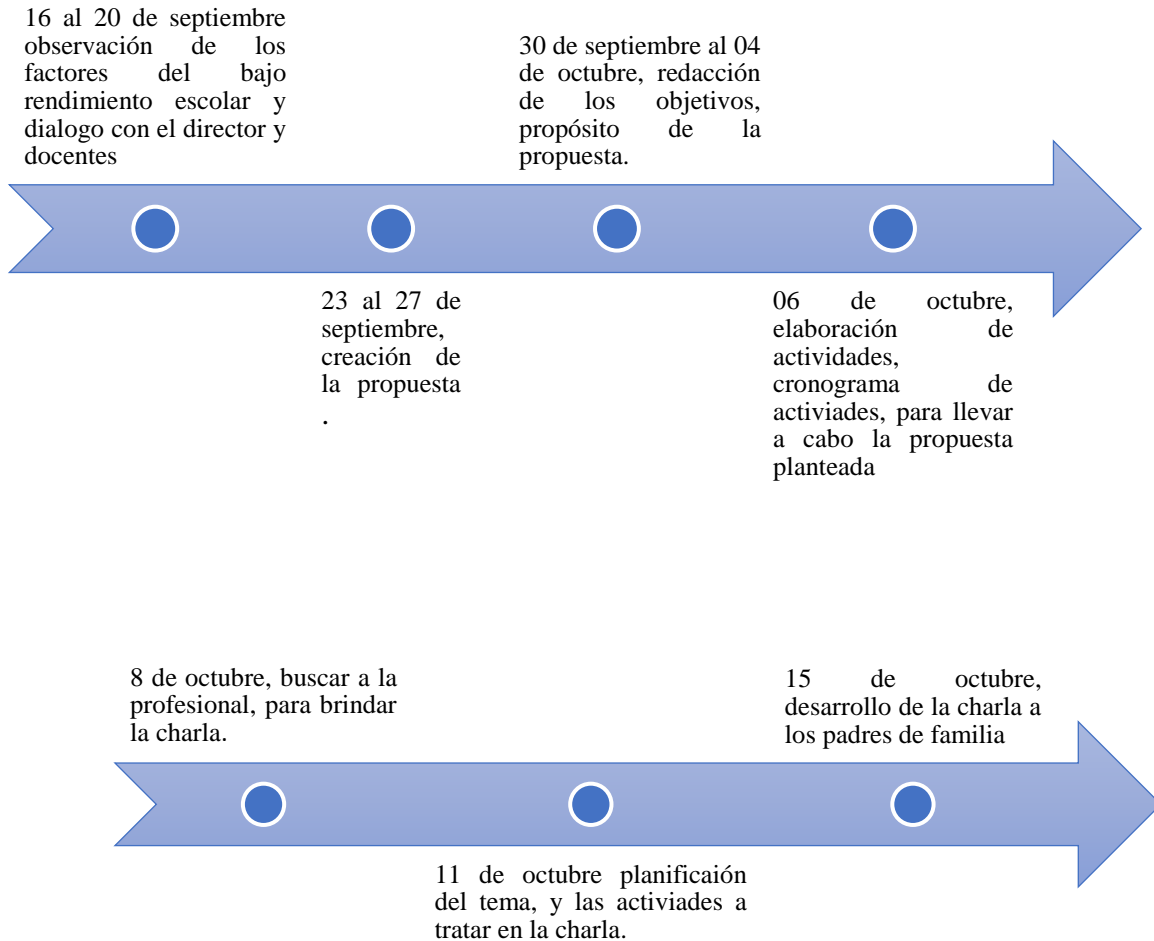 16 al 20 de septiembre
observación de los
factores del bajo
rendimiento escolar y
dialogo con el director y
docentes
23 al 27 de
septiembre,
creación de
la propuesta
.
30 de septiembre al 04
de octubre, redacción
de los objetivos,
propósito de la
propuesta.
06 de octubre,
elaboración de
actividades,
cronograma de
activiades, para llevar
a cabo la propuesta
planteada
8 de octubre, buscar a la
profesional, para brindar
la charla.
11 de octubre planificaión
del tema, y las activiades a
tratar en la charla.
15 de octubre,
desarrollo de la charla a
los padres de familia